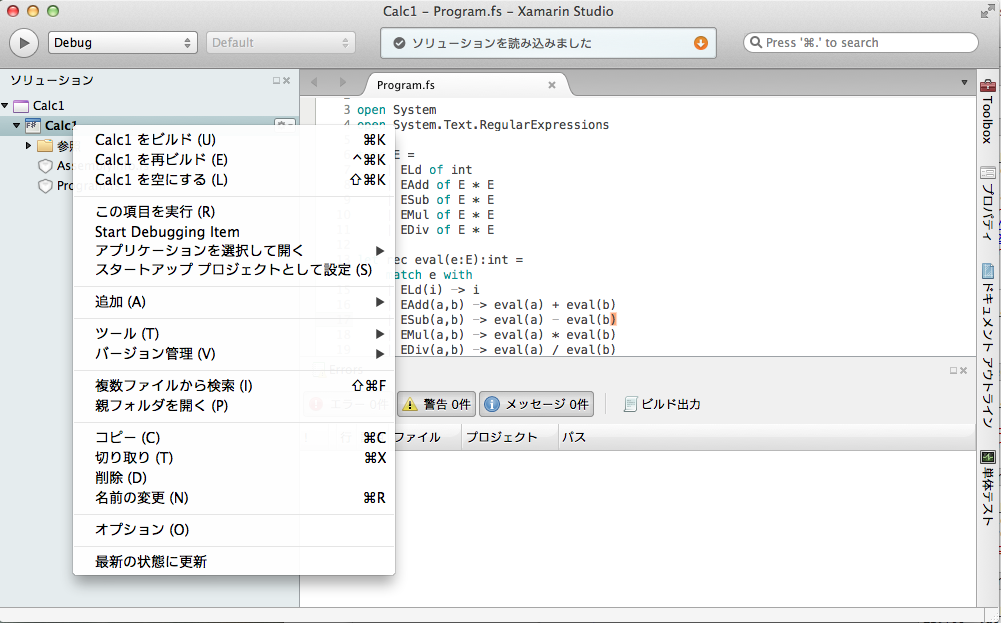 Calc1 – Program.fs – Xamarin Studio
Debug
Default
ソリューションを読み込みました
Press '⌘.' to search
ソリューション
Calc1
Calc1
参照
Program.fs
3 open System
4 open System.Text.RegularExpressions
6 E =
ELd of int
EAdd of E * E
ESub of E * E
EMul of E * E
EDiv of E * E
ec eval(e:E):int =
atch e with
ELd(i) -> i
EAdd(a,b) -> eval(a) + eval(b)
ESub(a,b) -> eval(a) - eval(b)
EMul(a,b) -> eval(a) * eval(b)
EDiv(a,b) -> eval(a) / eval(b)
Calc1 をビルド (U) ⌘K
Calc1 を再ビルド (E) ^⌘K
Calc1 を空にする (L) ⇧⌘K
この項目を実行 (R)
Start Debugging Item
アプリケーションを選択して開く
スタートアップ プロジェクトとして設定 (S)
追加 (A)
ツール (T)
バージョン管理 (V)
複数ファイルから検索 (I) ⇧⌘F
親フォルダを開く (P)
コピー (C) ⌘C
切り取り (T) ⌘X
削除 (D)
名前の変更 (N) ⌘R
オプション (O)
最新の状態に更新
Errors
エラー 0件
警告 0件
メッセージ 0件
ビルド出力
! 行
ファイル
プロジェクト
パス
Toolbox
プロパティ
ドキュメント アウトライン
単体テスト